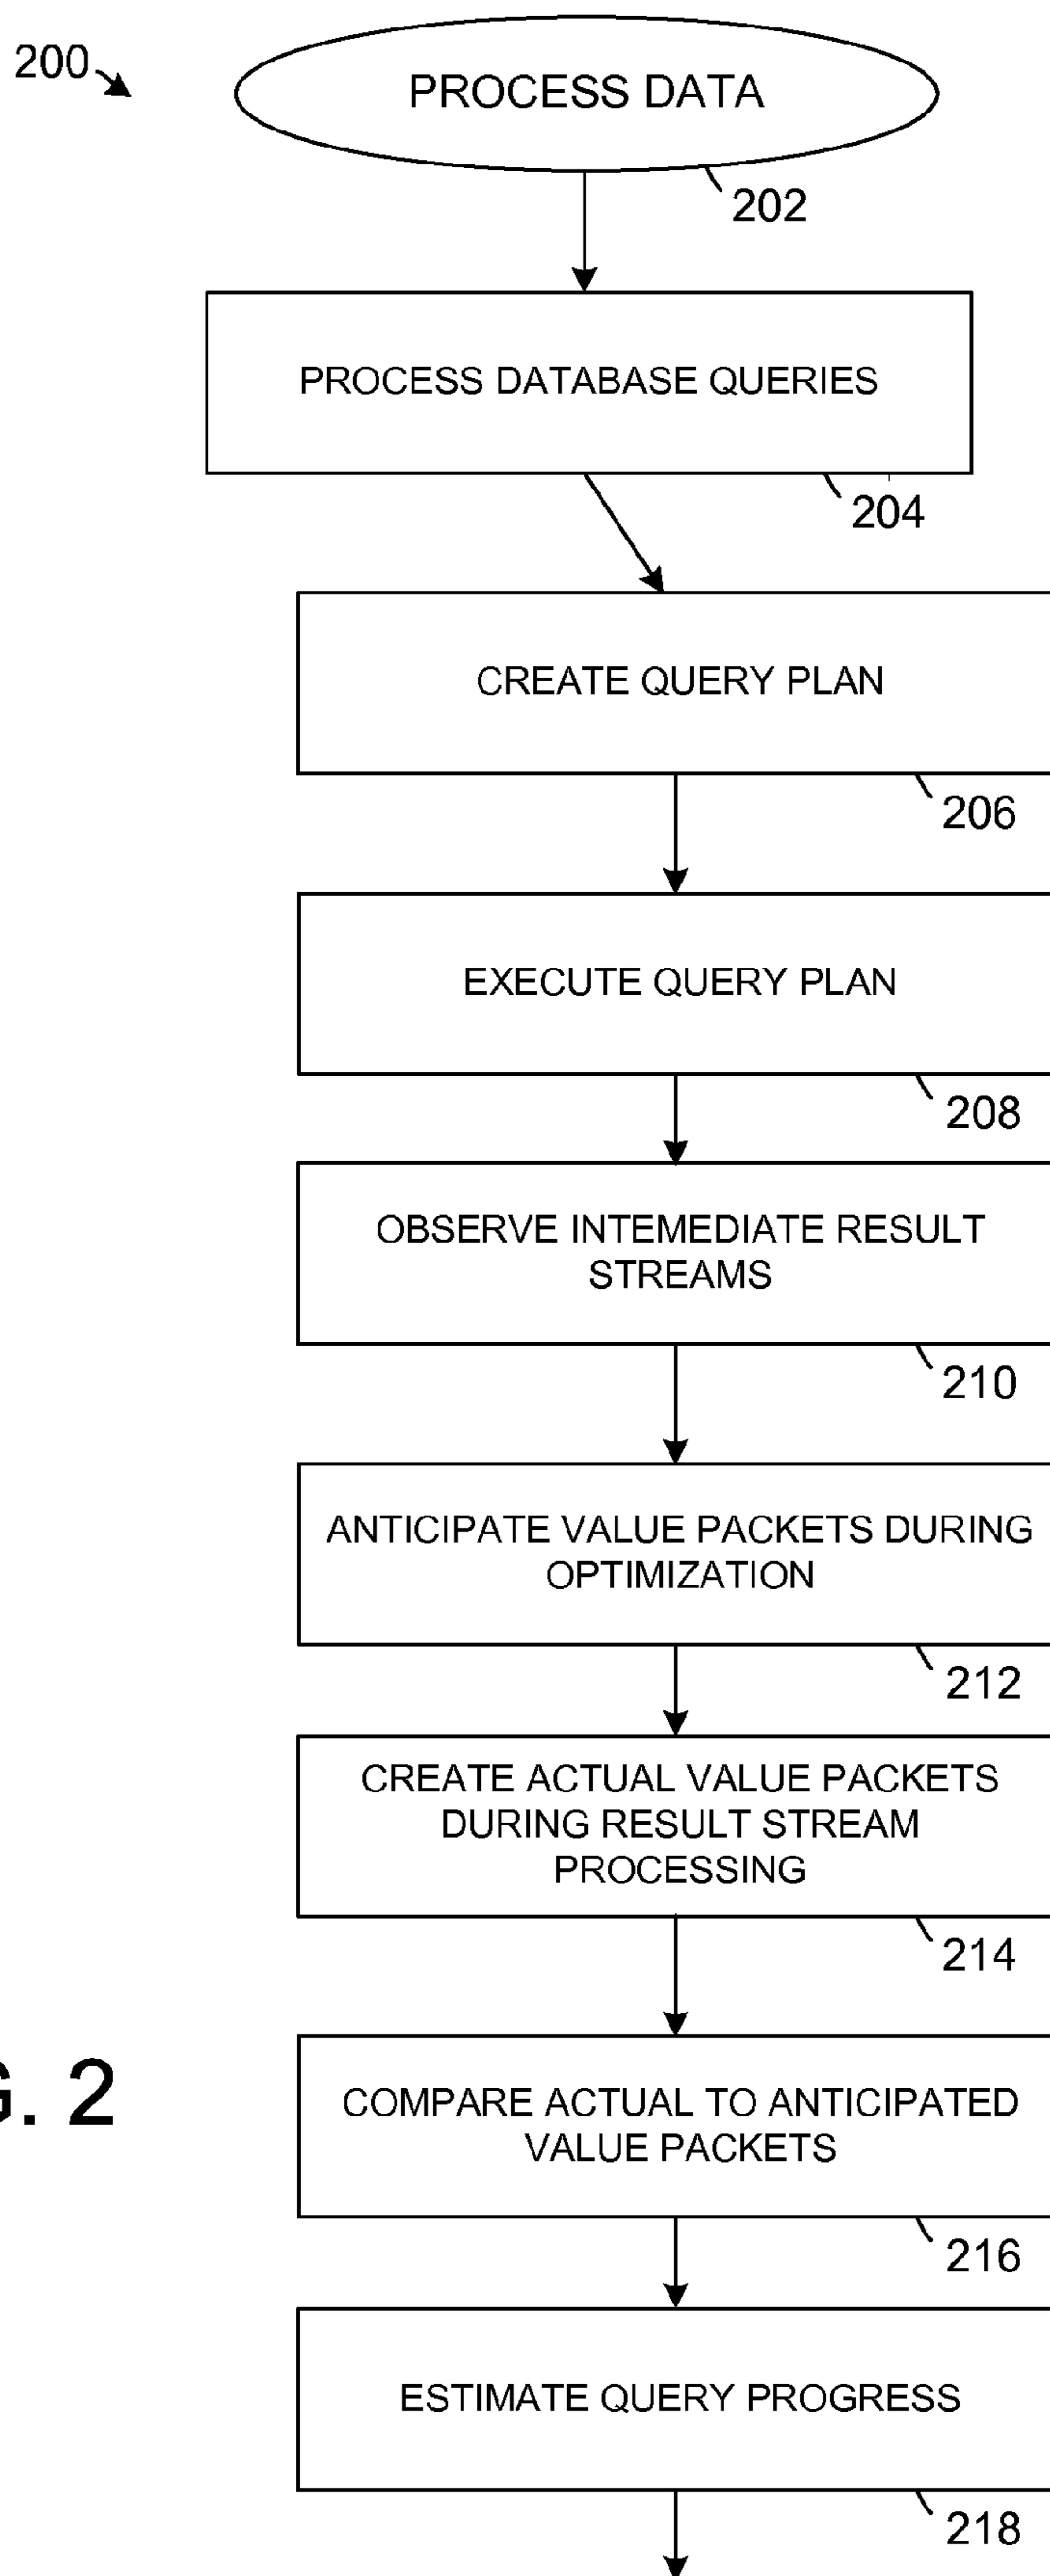 200
PROCESS DATA
202
PROCESS DATABASE QUERIES
204
CREATE QUERY PLAN
206
EXECUTE QUERY PLAN
208
OBSERVE INTEMEDIATE RESULT
STREAMS
210
ANTICIPATE VALUE PACKETS DURING
OPTIMIZATION
212
CREATE ACTUAL VALUE PACKETS
DURING RESULT STREAM
PROCESSING
214
G. 2
COMPARE ACTUAL TO ANTICIPATED
VALUE PACKETS
216
ESTIMATE QUERY PROGRESS
218